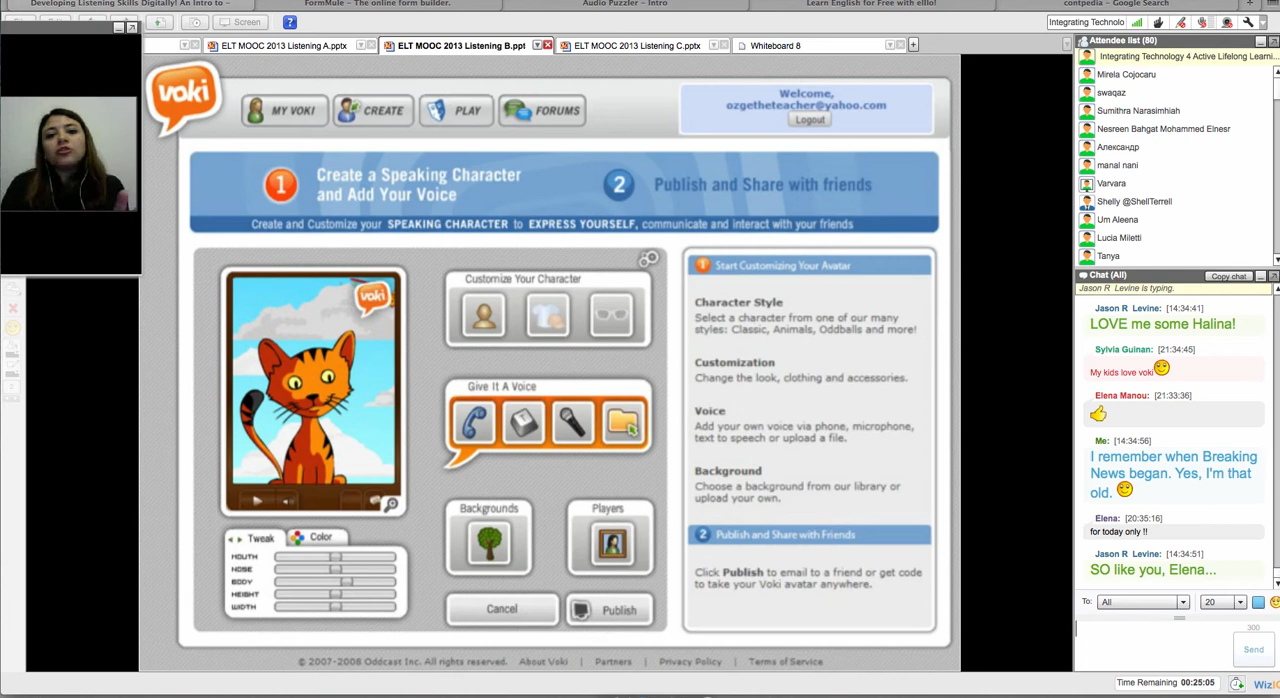 Developing Listening Skills Digitally! An Intro to -
FormMule - The online form builder.
Audio Puzzler - Intro
Learn English for Free with elllo!
contpedia - Google Search
Screen
Integrating Technolo
ELT MOOC 2013 Listening A.pptx
ELT MOOC 2013 Listening B.ppt
ELT MOOC 2013 Listening C.pptx
Whiteboard 8
voki
MY VOKI
CREATE
PLAY
FORUMS
Welcome,
ozgetheteacher@yahoo.com
Logout
1 Create a Speaking Character
and Add Your Voice
2 Publish and Share with friends
Create and Customize your SPEAKING CHARACTER to EXPRESS YOURSELF, communicate and interact with your friends
voki
Customize Your Character
Give It A Voice
Backgrounds
Players
Tweak
Color
MOUTH
NOSE
BODY
HEIGHT
WIDTH
Cancel
Publish
1 Start Customizing Your Avatar
Character Style
Select a character from one of our many
styles: Classic, Animals, Oddballs and more!
Customization
Change the look, clothing and accessories.
Voice
Add your own voice via phone, microphone,
text to speech or upload a file.
Background
Choose a background from our library or
upload your own.
2 Publish and Share with Friends
Click Publish to email to a friend or get code
to take your Voki avatar anywhere.
© 2007-2008 Oddcast Inc. All rights reserved. About Voki | Partners | Privacy Policy | Terms of Service
Attendee list (80)
Integrating Technology 4 Active Lifelong Learni...
Mirela Cojocaru
swaqaz
Sumithra Narasimhiah
Nesreen Bahgat Mohammed Elnesr
Александр
manal nani
Varvara
Shelly @ShellTerrell
Um Aleena
Lucia Miletti
Tanya
Chat (All)
Copy chat
Jason R Levine is typing.
Jason R Levine: [14:34:41]
LOVE me some Halina!
Sylvia Guinan: [21:34:45]
My kids love voki
Elena Manou: [21:33:36]
Me: [14:34:56]
I remember when Breaking
News began. Yes, I'm that
old.
Elena: [20:35:16]
for today only !!
Jason R Levine: [14:34:51]
SO like you, Elena...
To: All
20
300
Send
Time Remaining 00:25:05